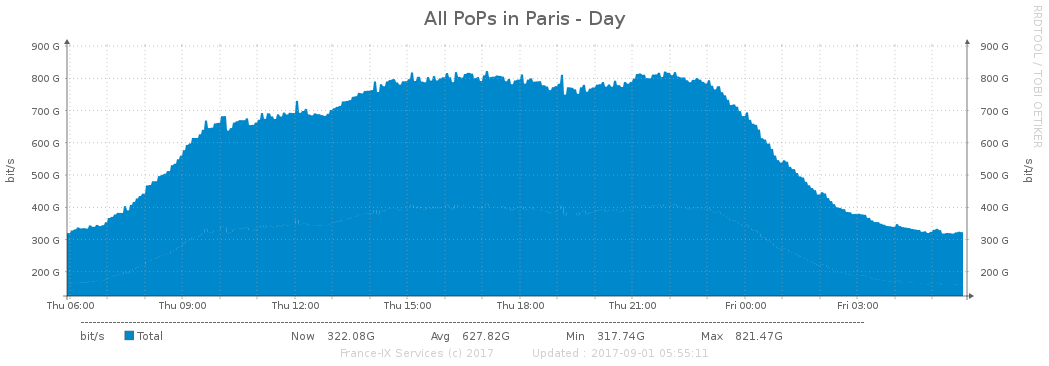 All PoPs in Paris - Day
RRDTOOL / TOBI OETIKER
bit/s
900 G
800 G
700 G
600 G
500 G
400 G
300 G
200 G
900 G
800 G
700 G
600 G
500 G
400 G
300 G
200 G
bit/s
Thu 06:00 Thu 09:00 Thu 12:00 Thu 15:00 Thu 18:00 Thu 21:00 Fri 00:00 Fri 03:00
bit/s Total Now 322.08G Avg 627.82G Min 317.74G Max 821.47G
France-IX Services (c) 2017 Updated : 2017-09-01 05:55:11